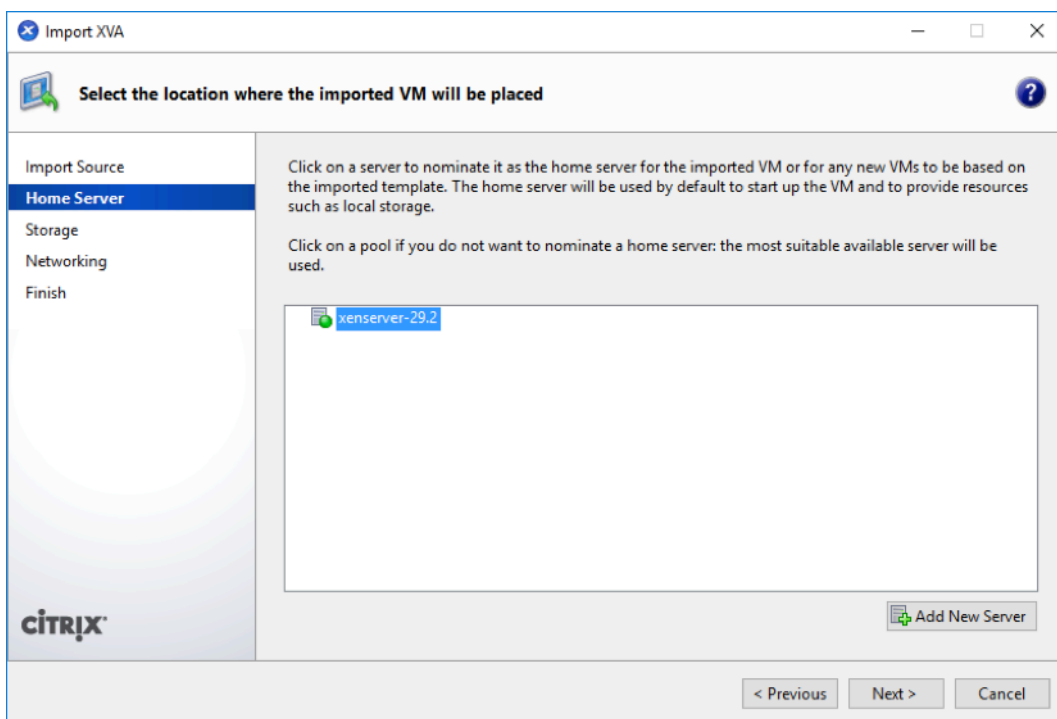 Import XVA
Select the location where the imported VM will be placed
Import Source
Home Server
Storage
Networking
Finish
Click on a server to nominate it as the home server for the imported VM or for any new VMs to be based on
the imported template. The home server will be used by default to start up the VM and to provide resources
such as local storage.
Click on a pool if you do not want to nominate a home server: the most suitable available server will be
used.
xenserver-29.2
CITRIX
Add New Server
< Previous
Next >
Cancel